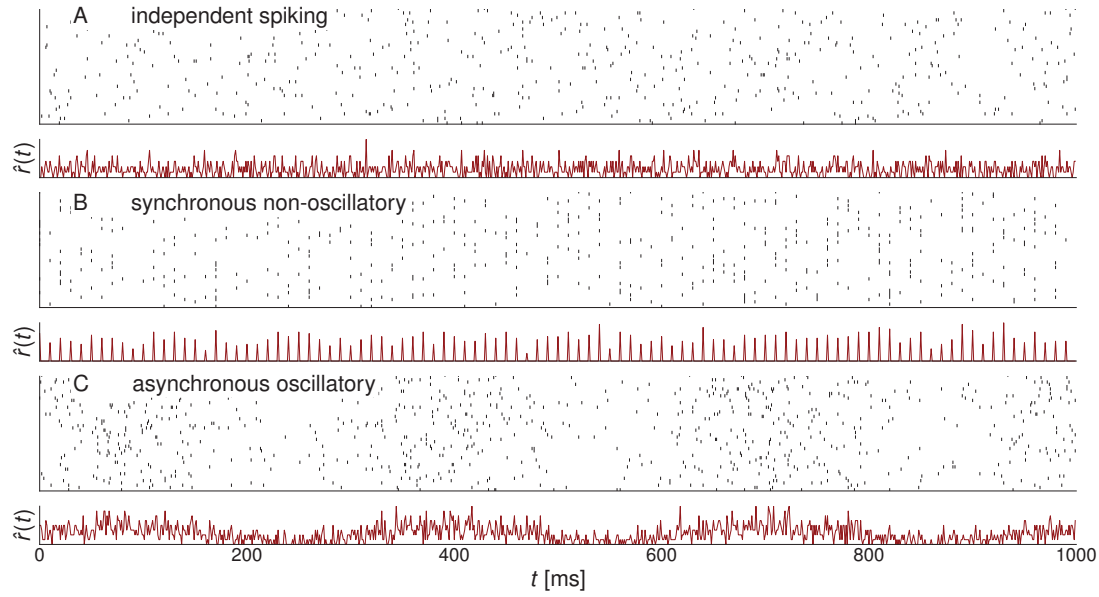 A independent spiking
r̂(t)
B synchronous non-oscillatory
r̂(t)
C asynchronous oscillatory
r̂(t)
0 200 400 600 800 1000
t [ms]